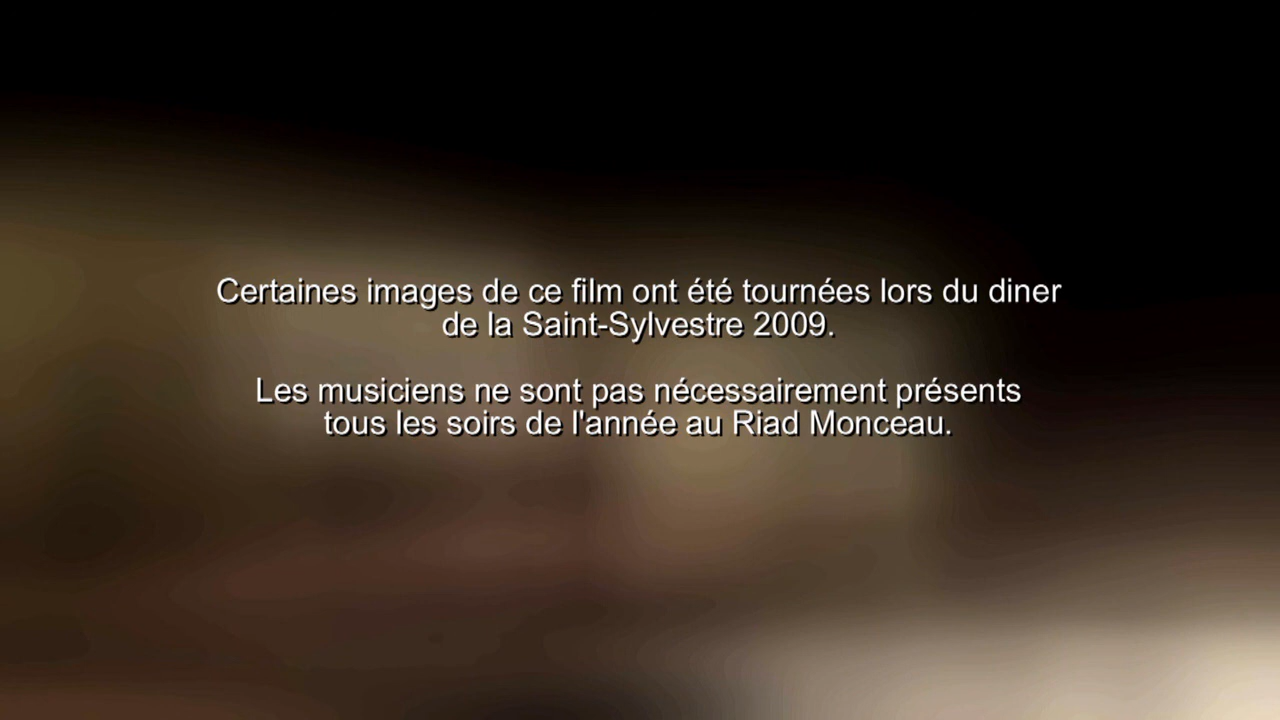 Certaines images de ce film ont été tournées lors du diner
de la Saint-Sylvestre 2009.
Les musiciens ne sont pas nécessairement présents
tous les soirs de l'année au Riad Monceau.